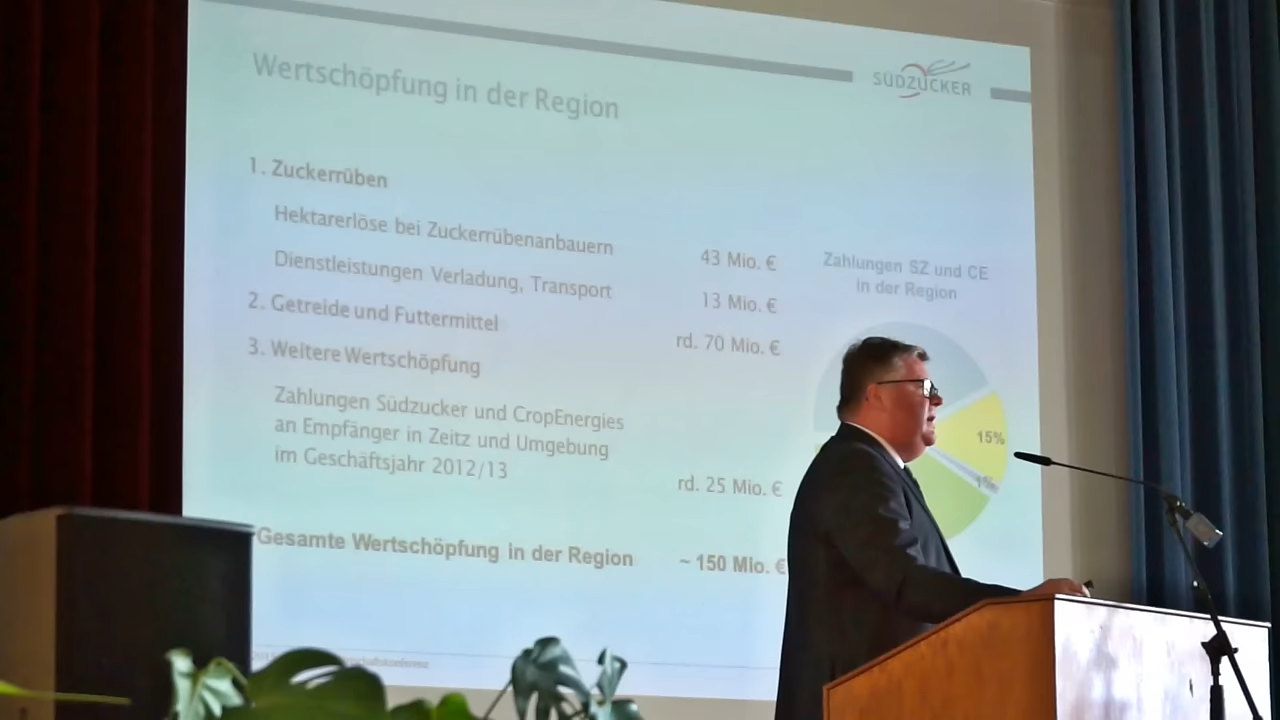 Wertschöpfung in der Region
SÜDZUCKER
1. Zuckerrüben
Hektarerlöse bei Zuckerrübenanbauern 43 Mio. €
Dienstleistungen Verladung, Transport 13 Mio. €
2. Getreide und Futtermittel rd. 70 Mio. €
3. Weitere Wertschöpfung
Zahlungen Südzucker und CropEnergies
an Empfänger in Zeitz und Umgebung
im Geschäftsjahr 2012/13 rd. 25 Mio. €
Gesamte Wertschöpfung in der Region ~ 150 Mio. €
Zahlungen SZ und CE
in der Region
15%
1%